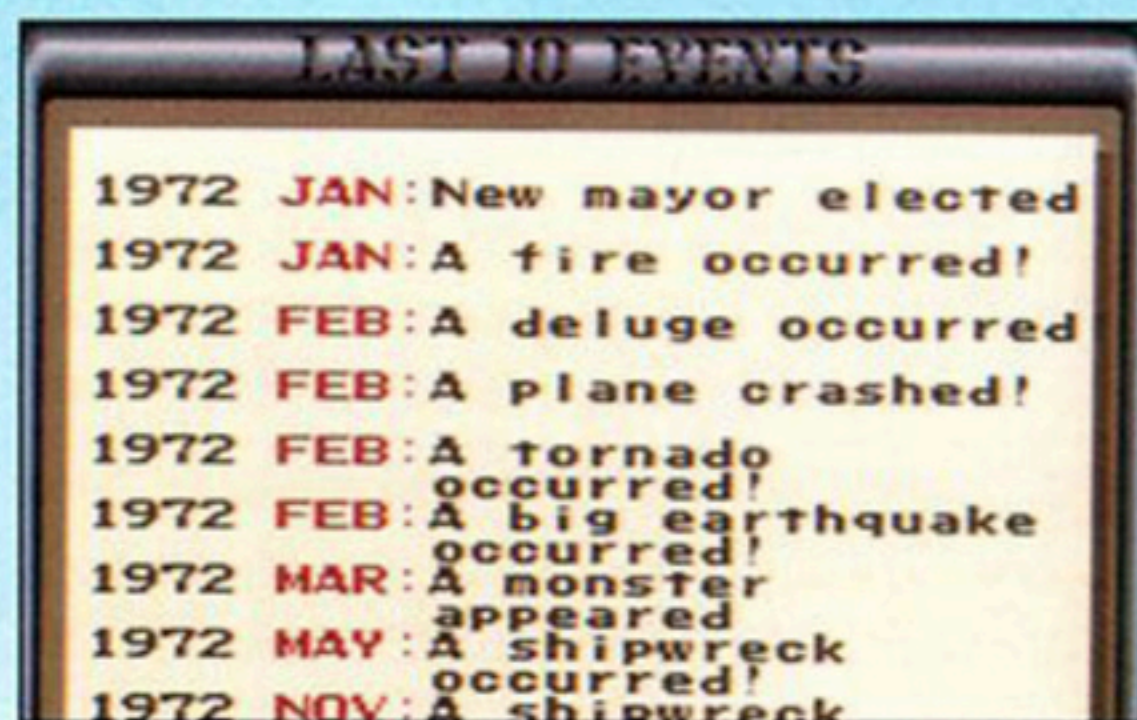 LAST 10 EVENTS
1972 JAN:New mayor elected
1972 JAN:A fire occurred!
1972 FEB:A deluge occurred
1972 FEB:A plane crashed!
1972 FEB:A tornado
occurred!
1972 FEB:A big earthquake
occurred!
1972 MAR:A monster
appeared
1972 MAY:A shipwreck
occurred!
1972 NOV:A shipwreck